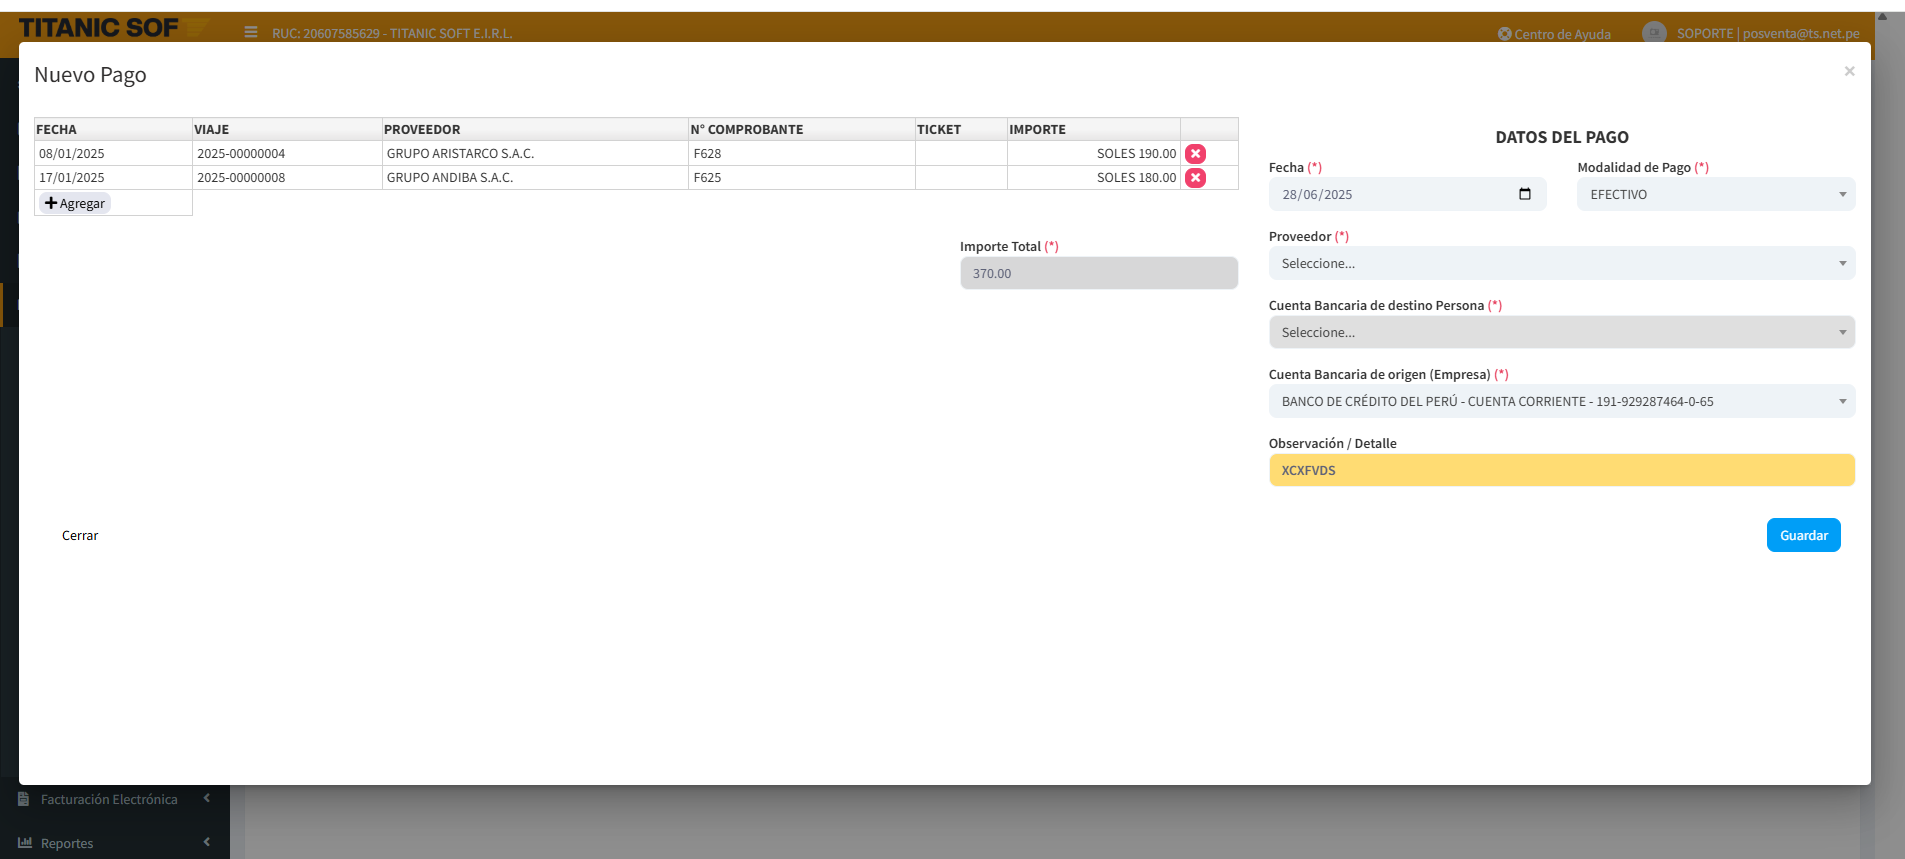 TITANIC SOF
RUC: 20607585629 - TITANIC SOFT E.I.R.L.
Centro de Ayuda
SOPORTE | posventa@ts.net.pe
Nuevo Pago
×
FECHA VIAJE PROVEEDOR N° COMPROBANTE TICKET IMPORTE
08/01/2025 2025-00000004 GRUPO ARISTARCO S.A.C. F628 SOLES 190.00
17/01/2025 2025-00000008 GRUPO ANDIBA S.A.C. F625 SOLES 180.00
Agregar
Importe Total (*)
370.00
DATOS DEL PAGO
Fecha (*) Modalidad de Pago (*)
28/06/2025 EFECTIVO
Proveedor (*)
Seleccione...
Cuenta Bancaria de destino Persona (*)
Seleccione...
Cuenta Bancaria de origen (Empresa) (*)
BANCO DE CRÉDITO DEL PERÚ - CUENTA CORRIENTE - 191-929287464-0-65
Observación / Detalle
XCXFVDS
Cerrar
Guardar
Facturación Electrónica
Reportes